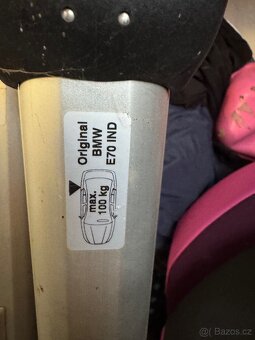 Original
BMW
E70 IND
max.
100 kg
© Bazos.cz